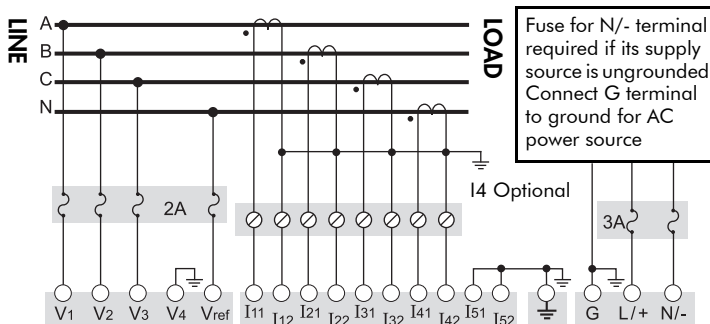 LINE
A
B
C
N
LOAD
Fuse for N/- terminal
required if its supply
source is ungrounded
Connect G terminal
to ground for AC
power source
I4 Optional
2A
3A
V1 V2 V3 V4 Vref I11 I12 I21 I22 I31 I32 I41 I42 I51 I52 G L/+ N/-